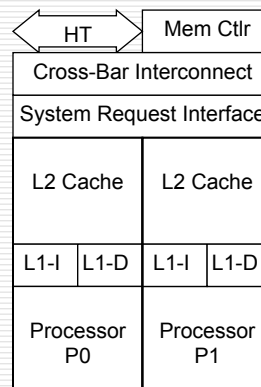 HT Mem Ctlr
Cross-Bar Interconnect
System Request Interface
L2 Cache L2 Cache
L1-I L1-D L1-I L1-D
Processor Processor
P0 P1